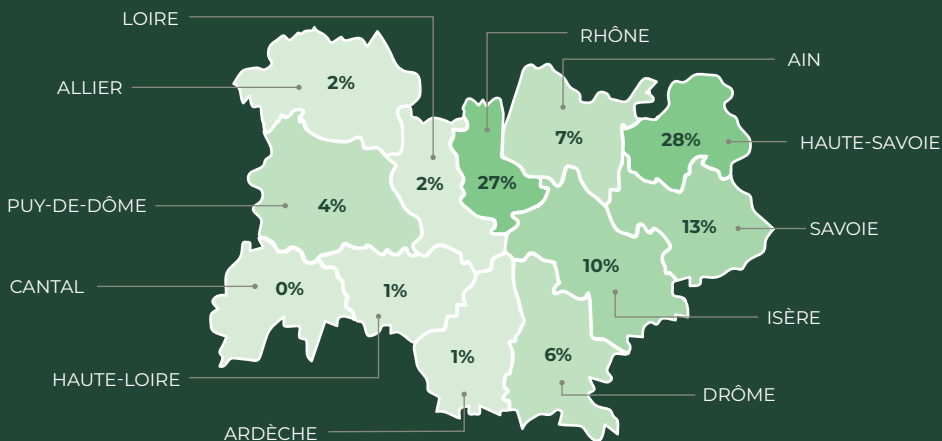 LOIRE
RHÔNE
AIN
ALLIER
2%
7%
28%
HAUTE-SAVOIE
27%
2%
PUY-DE-DÔME
4%
13%
SAVOIE
10%
CANTAL
0%
1%
ISÈRE
1%
6%
HAUTE-LOIRE
DRÔME
ARDÈCHE